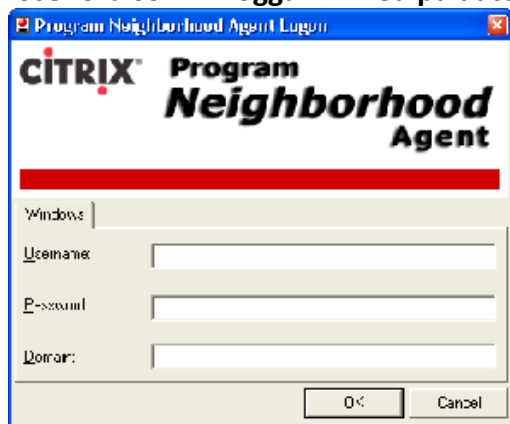 Program Neighborhood Agent Logon
CITRIX Program
Neighborhood
Agent
Windows
Username:
Password
Domain:
OK
Cancel